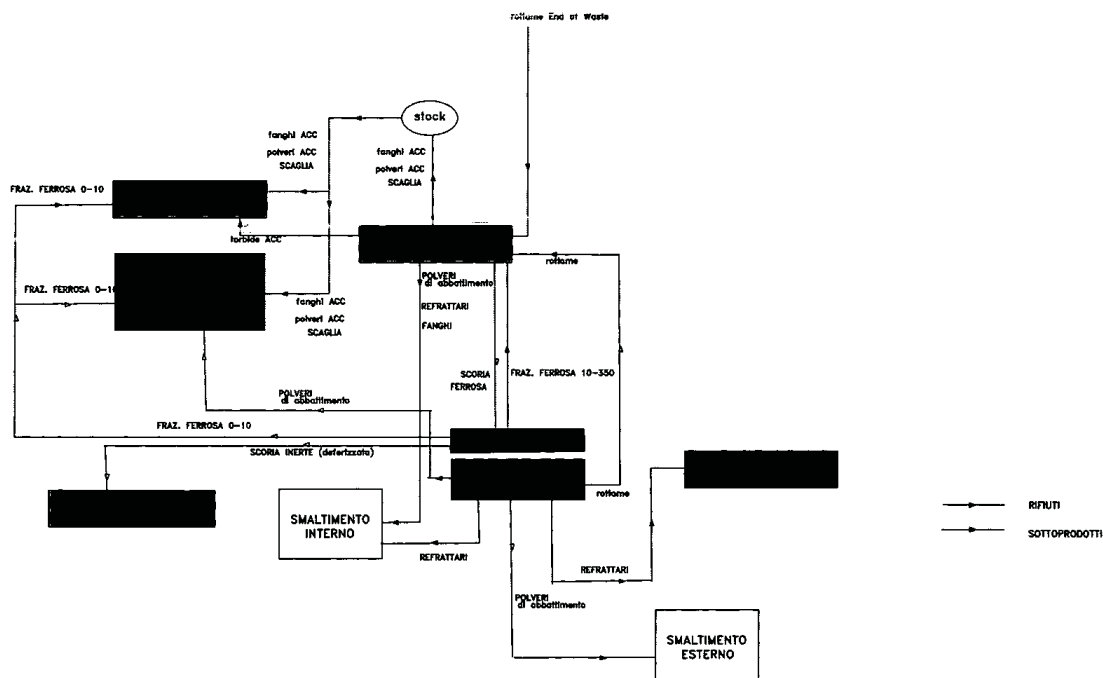 rottame End of Waste
stock
fanghi ACC
polveri ACC
SCAGLIA
fanghi ACC
polveri ACC
SCAGLIA
FRAZ. FERROSA 0-10
torbide ACC
rottame
POLVERI
di abbattimento
FRAZ. FERROSA 0-10
fanghi ACC
polveri ACC
SCAGLIA
REFRATTARI
FANGHI
SCORIA
FERROSA
FRAZ. FERROSA 10-350
POLVERI
di abbattimento
FRAZ. FERROSA 0-10
SCORIA INERTE (deferizzata)
rottame
SMALTIMENTO
INTERNO
RIFIUTI
SOTTOPRODOTTI
REFRATTARI
REFRATTARI
POLVERI
di abbattimento
SMALTIMENTO
ESTERNO